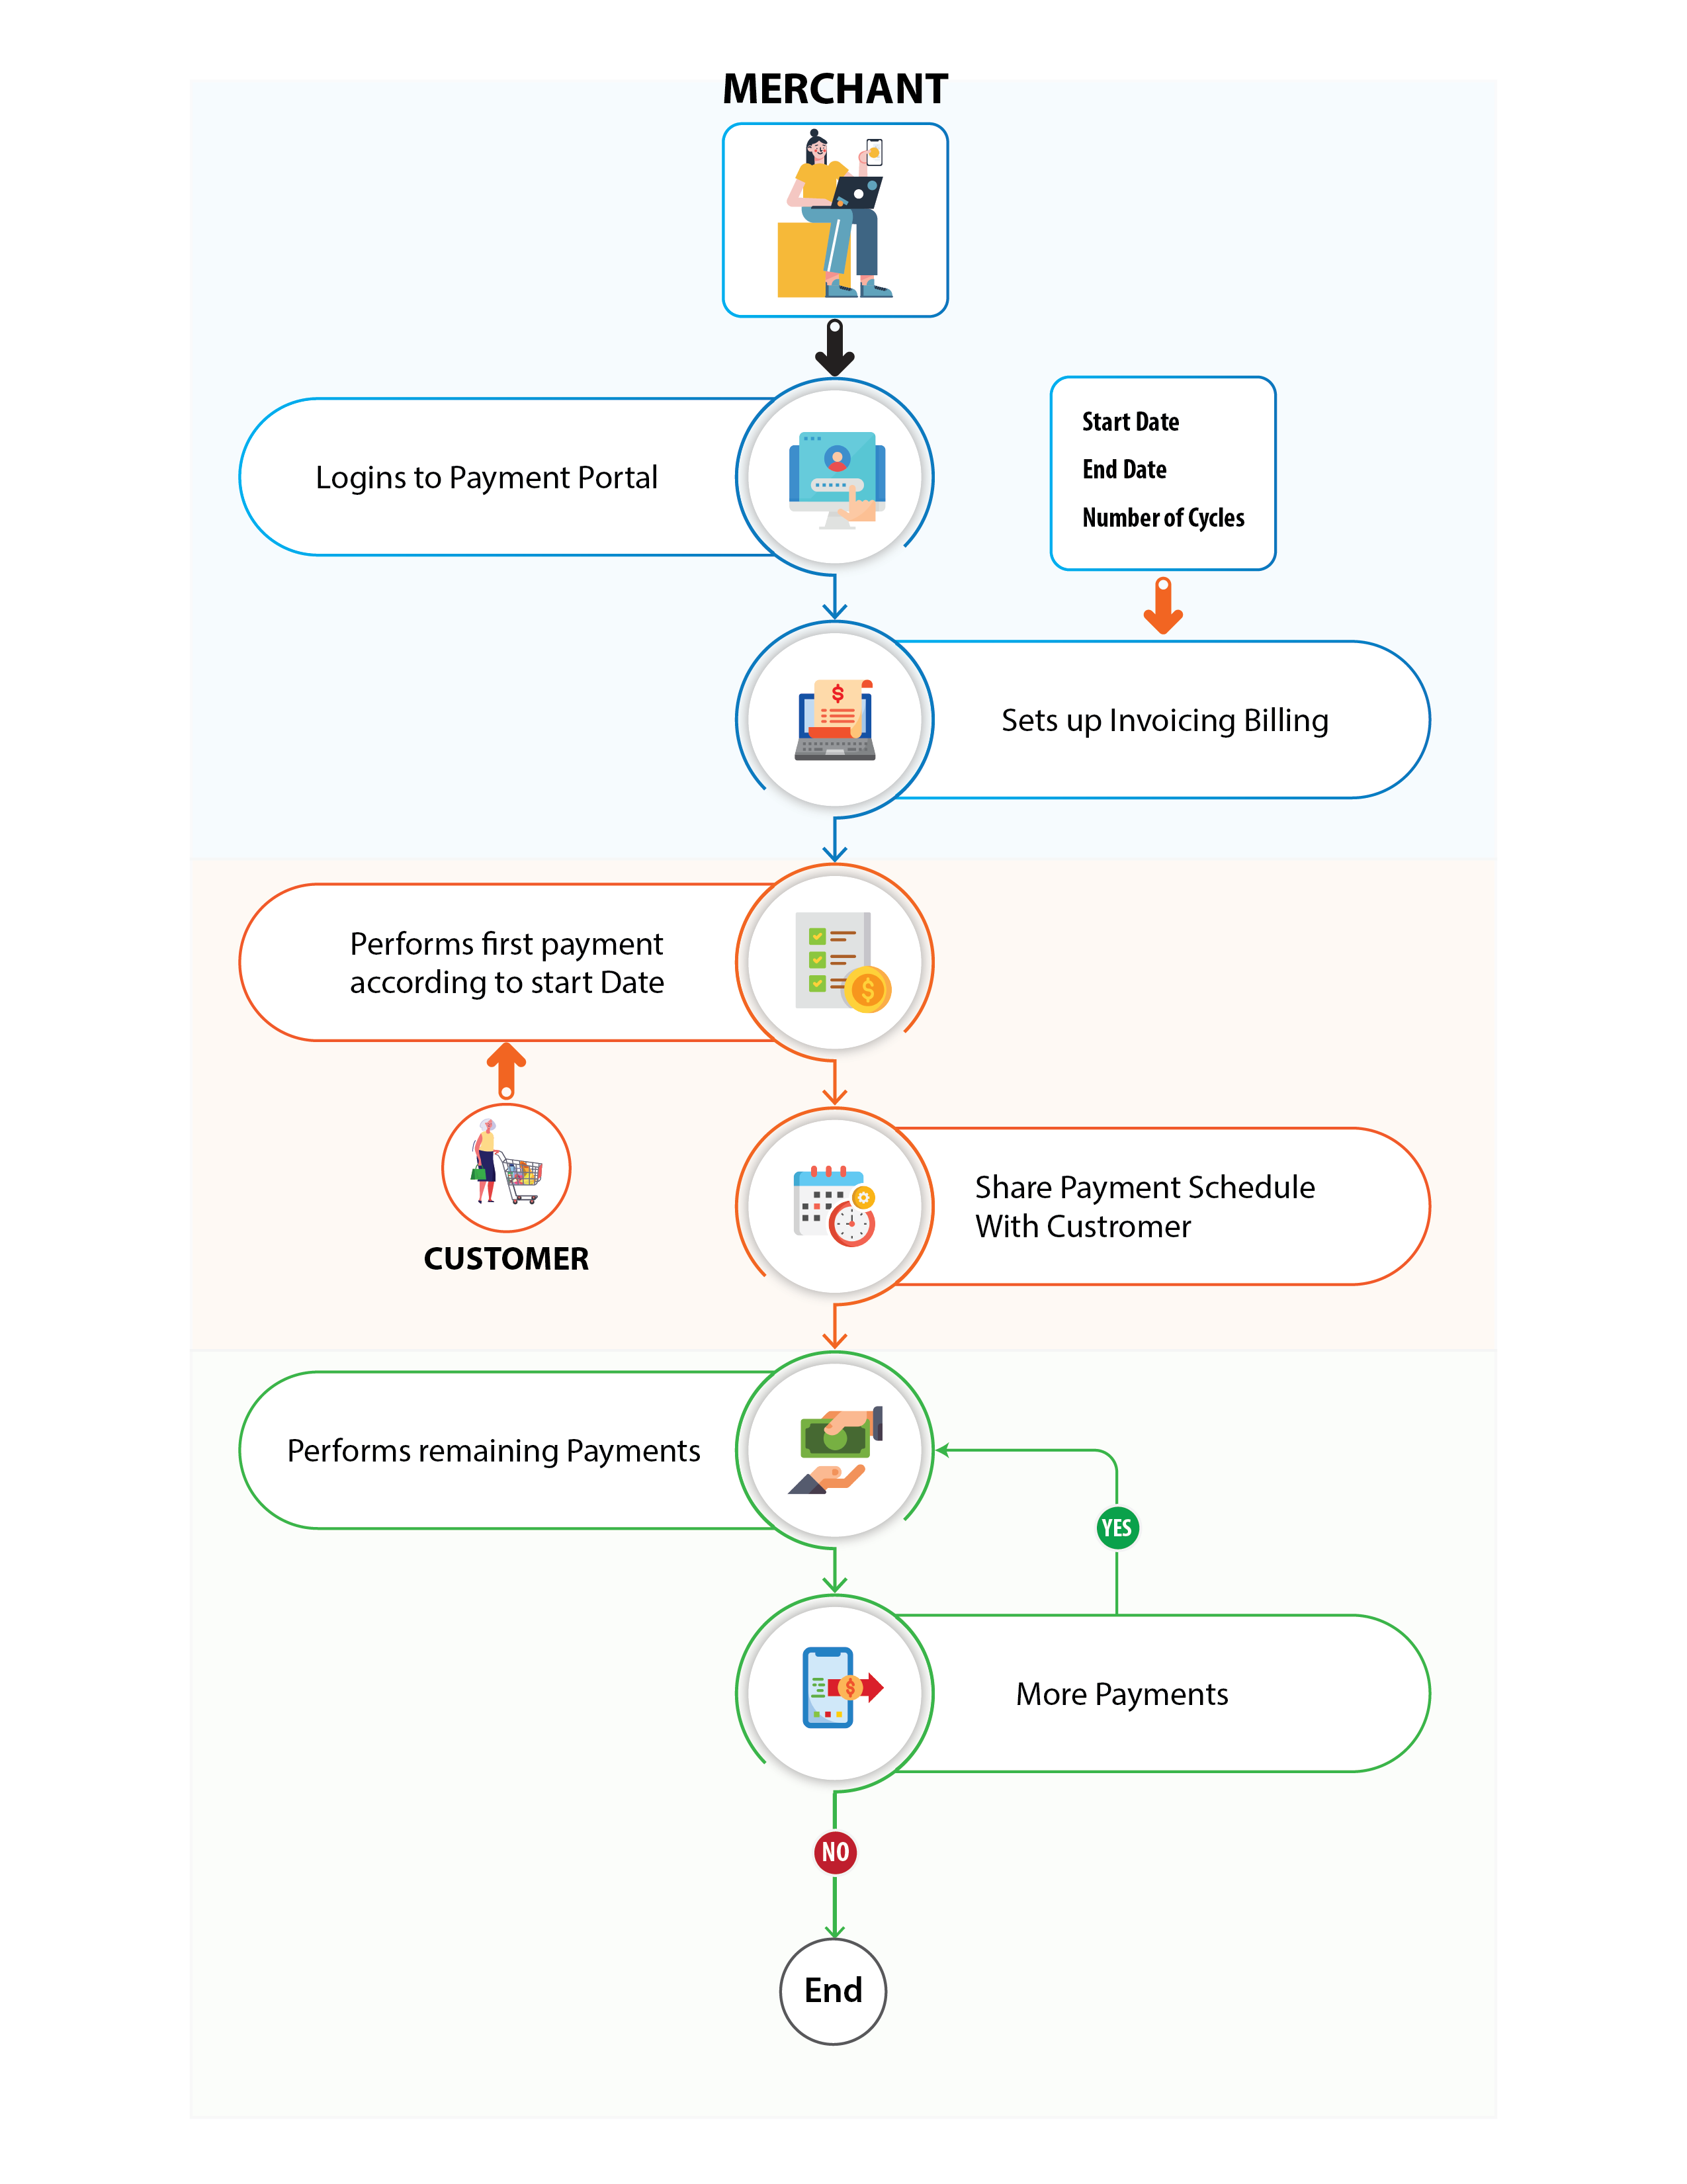 MERCHANT
Logins to Payment Portal
Start Date
End Date
Number of Cycles
Sets up Invoicing Billing
Performs first payment
according to start Date
CUSTOMER
Share Payment Schedule
With Custromer
Performs remaining Payments
YES
More Payments
NO
End